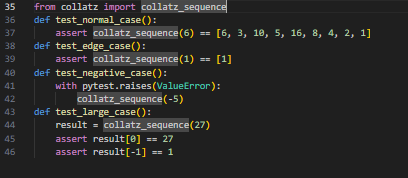 35 from collatz import collatz_sequence
36 def test_normal_case():
37     assert collatz_sequence(6) == [6, 3, 10, 5, 16, 8, 4, 2, 1]
38 def test_edge_case():
39     assert collatz_sequence(1) == [1]
40 def test_negative_case():
41     with pytest.raises(ValueError):
42         collatz_sequence(-5)
43 def test_large_case():
44     result = collatz_sequence(27)
45     assert result[0] == 27
46     assert result[-1] == 1